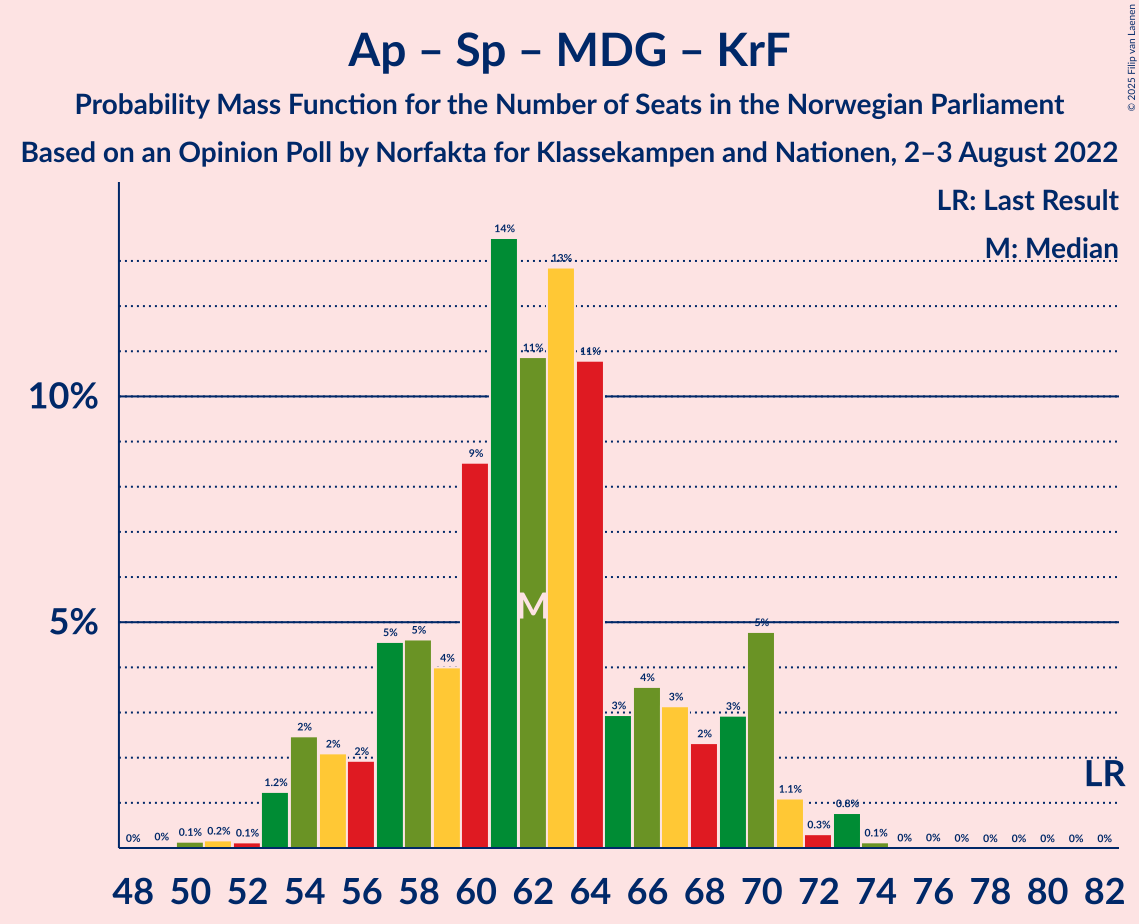 Ap – Sp – MDG – KrF
Probability Mass Function for the Number of Seats in the Norwegian Parliament
Based on an Opinion Poll by Norfakta for Klassekampen and Nationen, 2–3 August 2022
© 2025 Filip van Laenen
LR: Last Result
M: Median
10%
5%
0% 0% 0.1% 0.2% 0.1% 1.2% 2% 2% 2% 5% 5% 4% 9% 14% 11% 13% 11% 3% 4% 3% 2% 3% 5% 1.1% 0.3% 0.8% 0.1% 0% 0% 0% 0% 0% 0% 0% 0%
M
LR
48 50 52 54 56 58 60 62 64 66 68 70 72 74 76 78 80 82